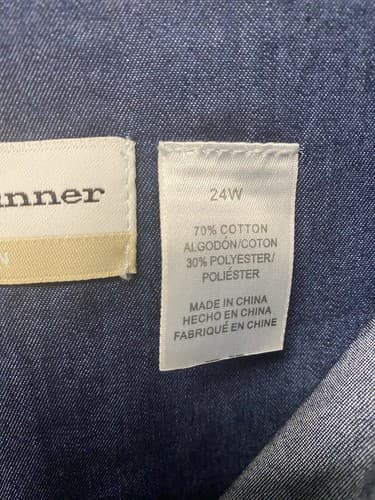 nner
N
24W
70% COTTON
ALGODÓN/COTON
30% POLYESTER/
POLIÉSTER
MADE IN CHINA
HECHO EN CHINA
FABRIQUÉ EN CHINE